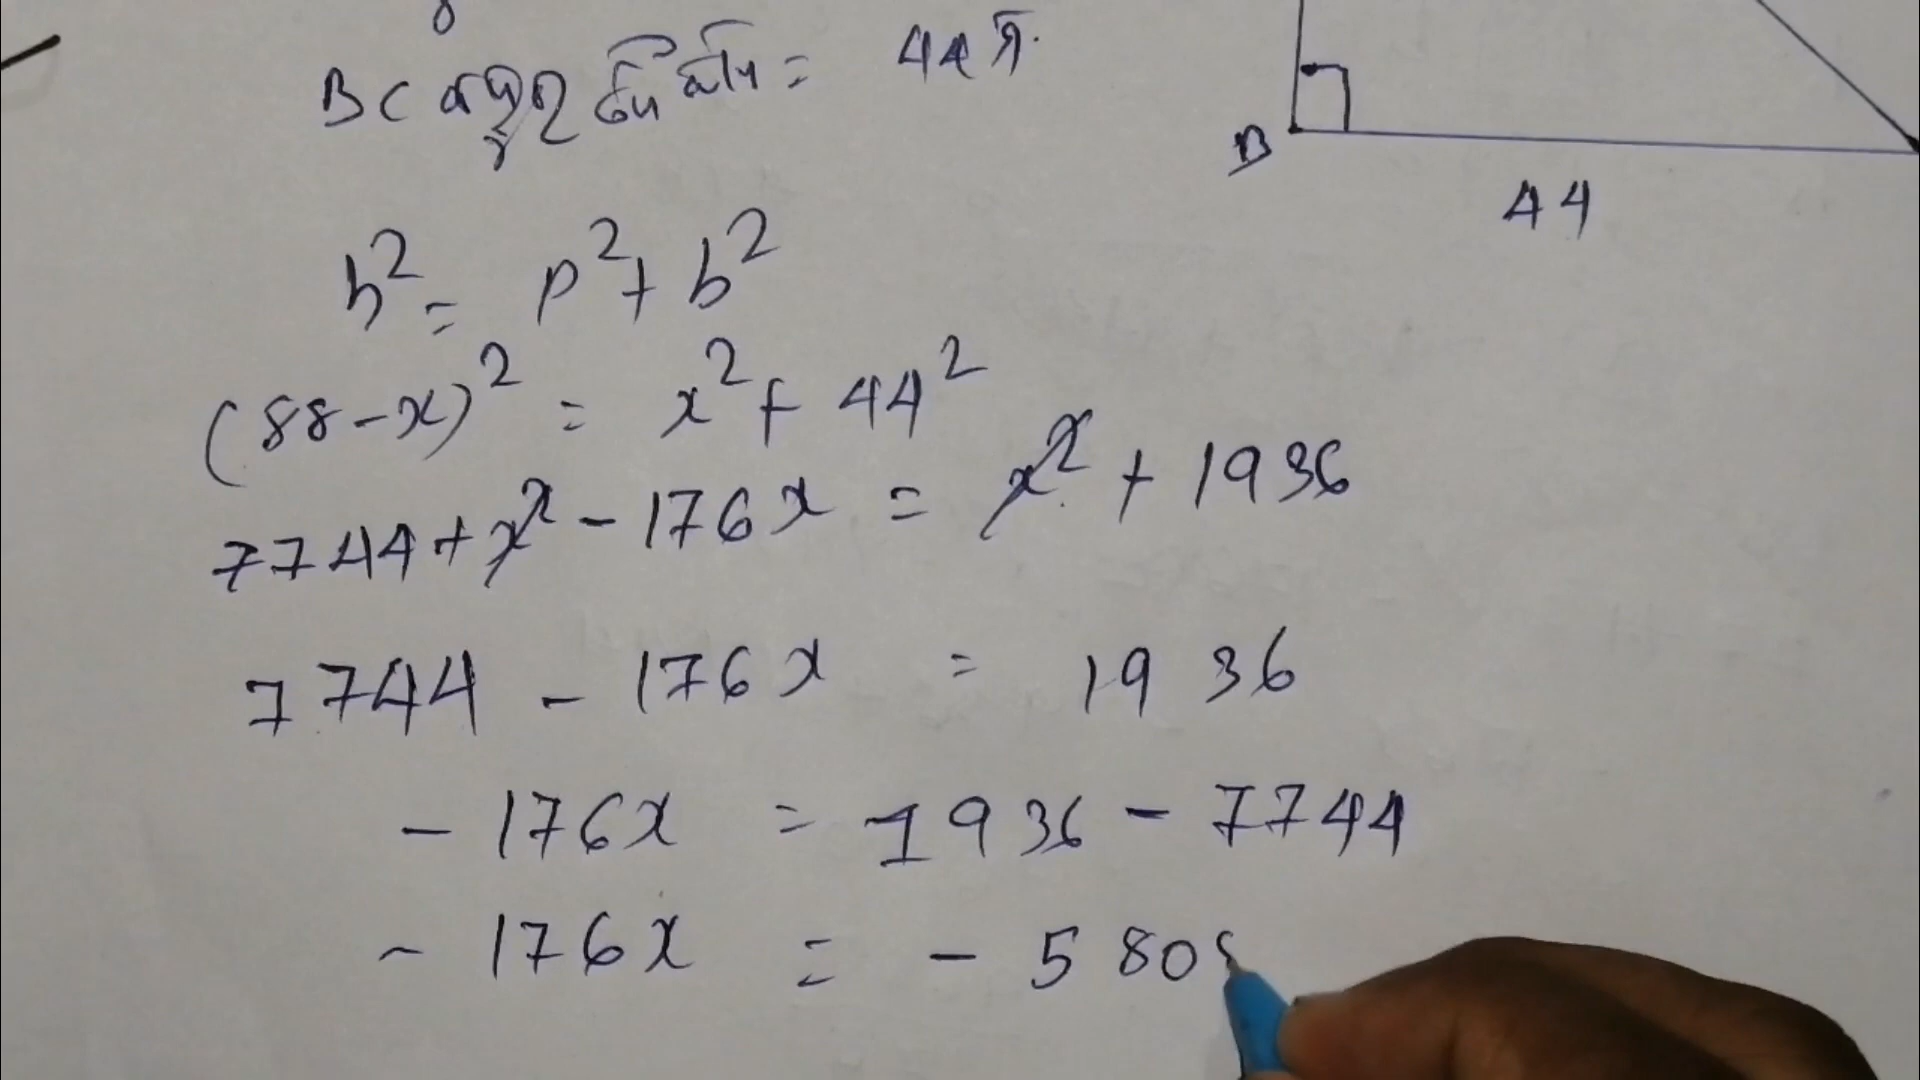 BC ବାହୁର ଦୈର୍ଘ୍ୟ = 44 ମି.
B
44
h² = p² + b²
(88-x)² = x² + 44²
7744 + x² - 176x = x² + 1936
7744 - 176x = 1936
- 176x = 1936 - 7744
- 176x = - 580